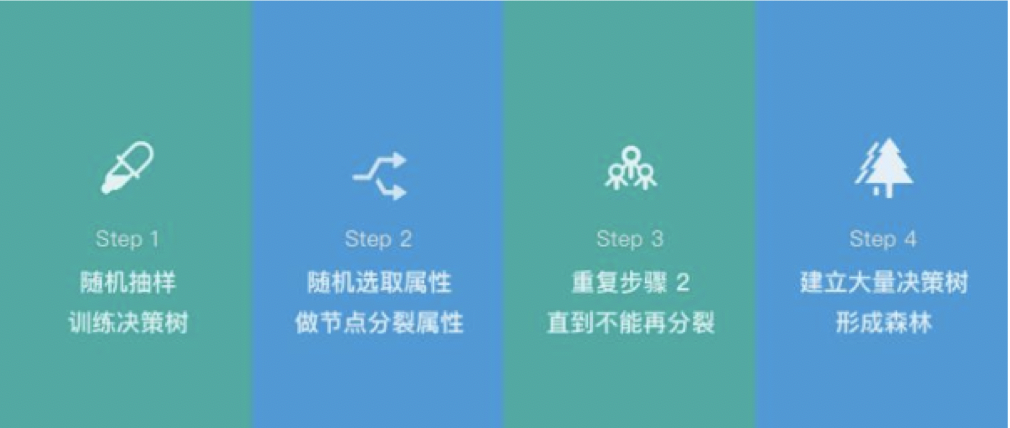 Step 1
随机抽样
训练决策树
Step 2
随机选取属性
做节点分裂属性
Step 3
重复步骤 2
直到不能再分裂
Step 4
建立大量决策树
形成森林